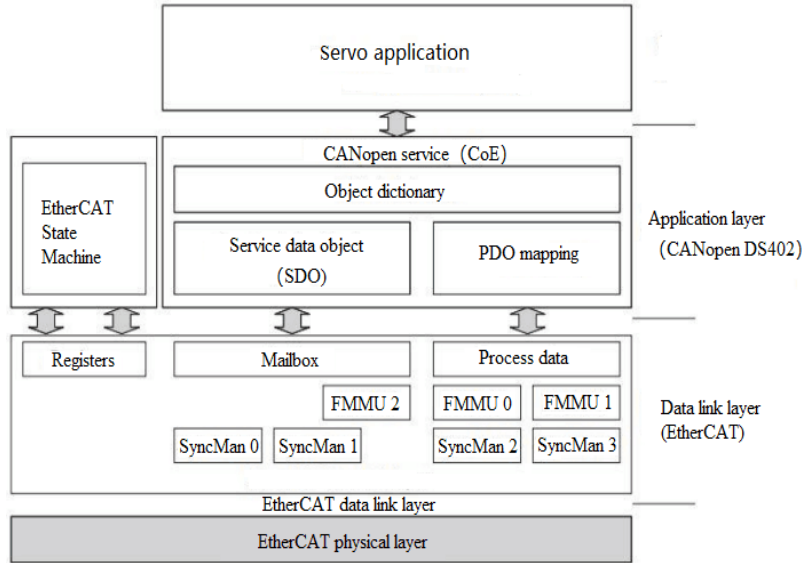 Servo application
CANopen service（CoE）
Object dictionary
EtherCAT
State
Machine
Service data object
（SDO）
PDO mapping
Application layer
（CANopen DS402）
Registers
Mailbox
Process data
FMMU 2
FMMU 0
FMMU 1
SyncMan 0
SyncMan 1
SyncMan 2
SyncMan 3
Data link layer
(EtherCAT)
EtherCAT data link layer
EtherCAT physical layer